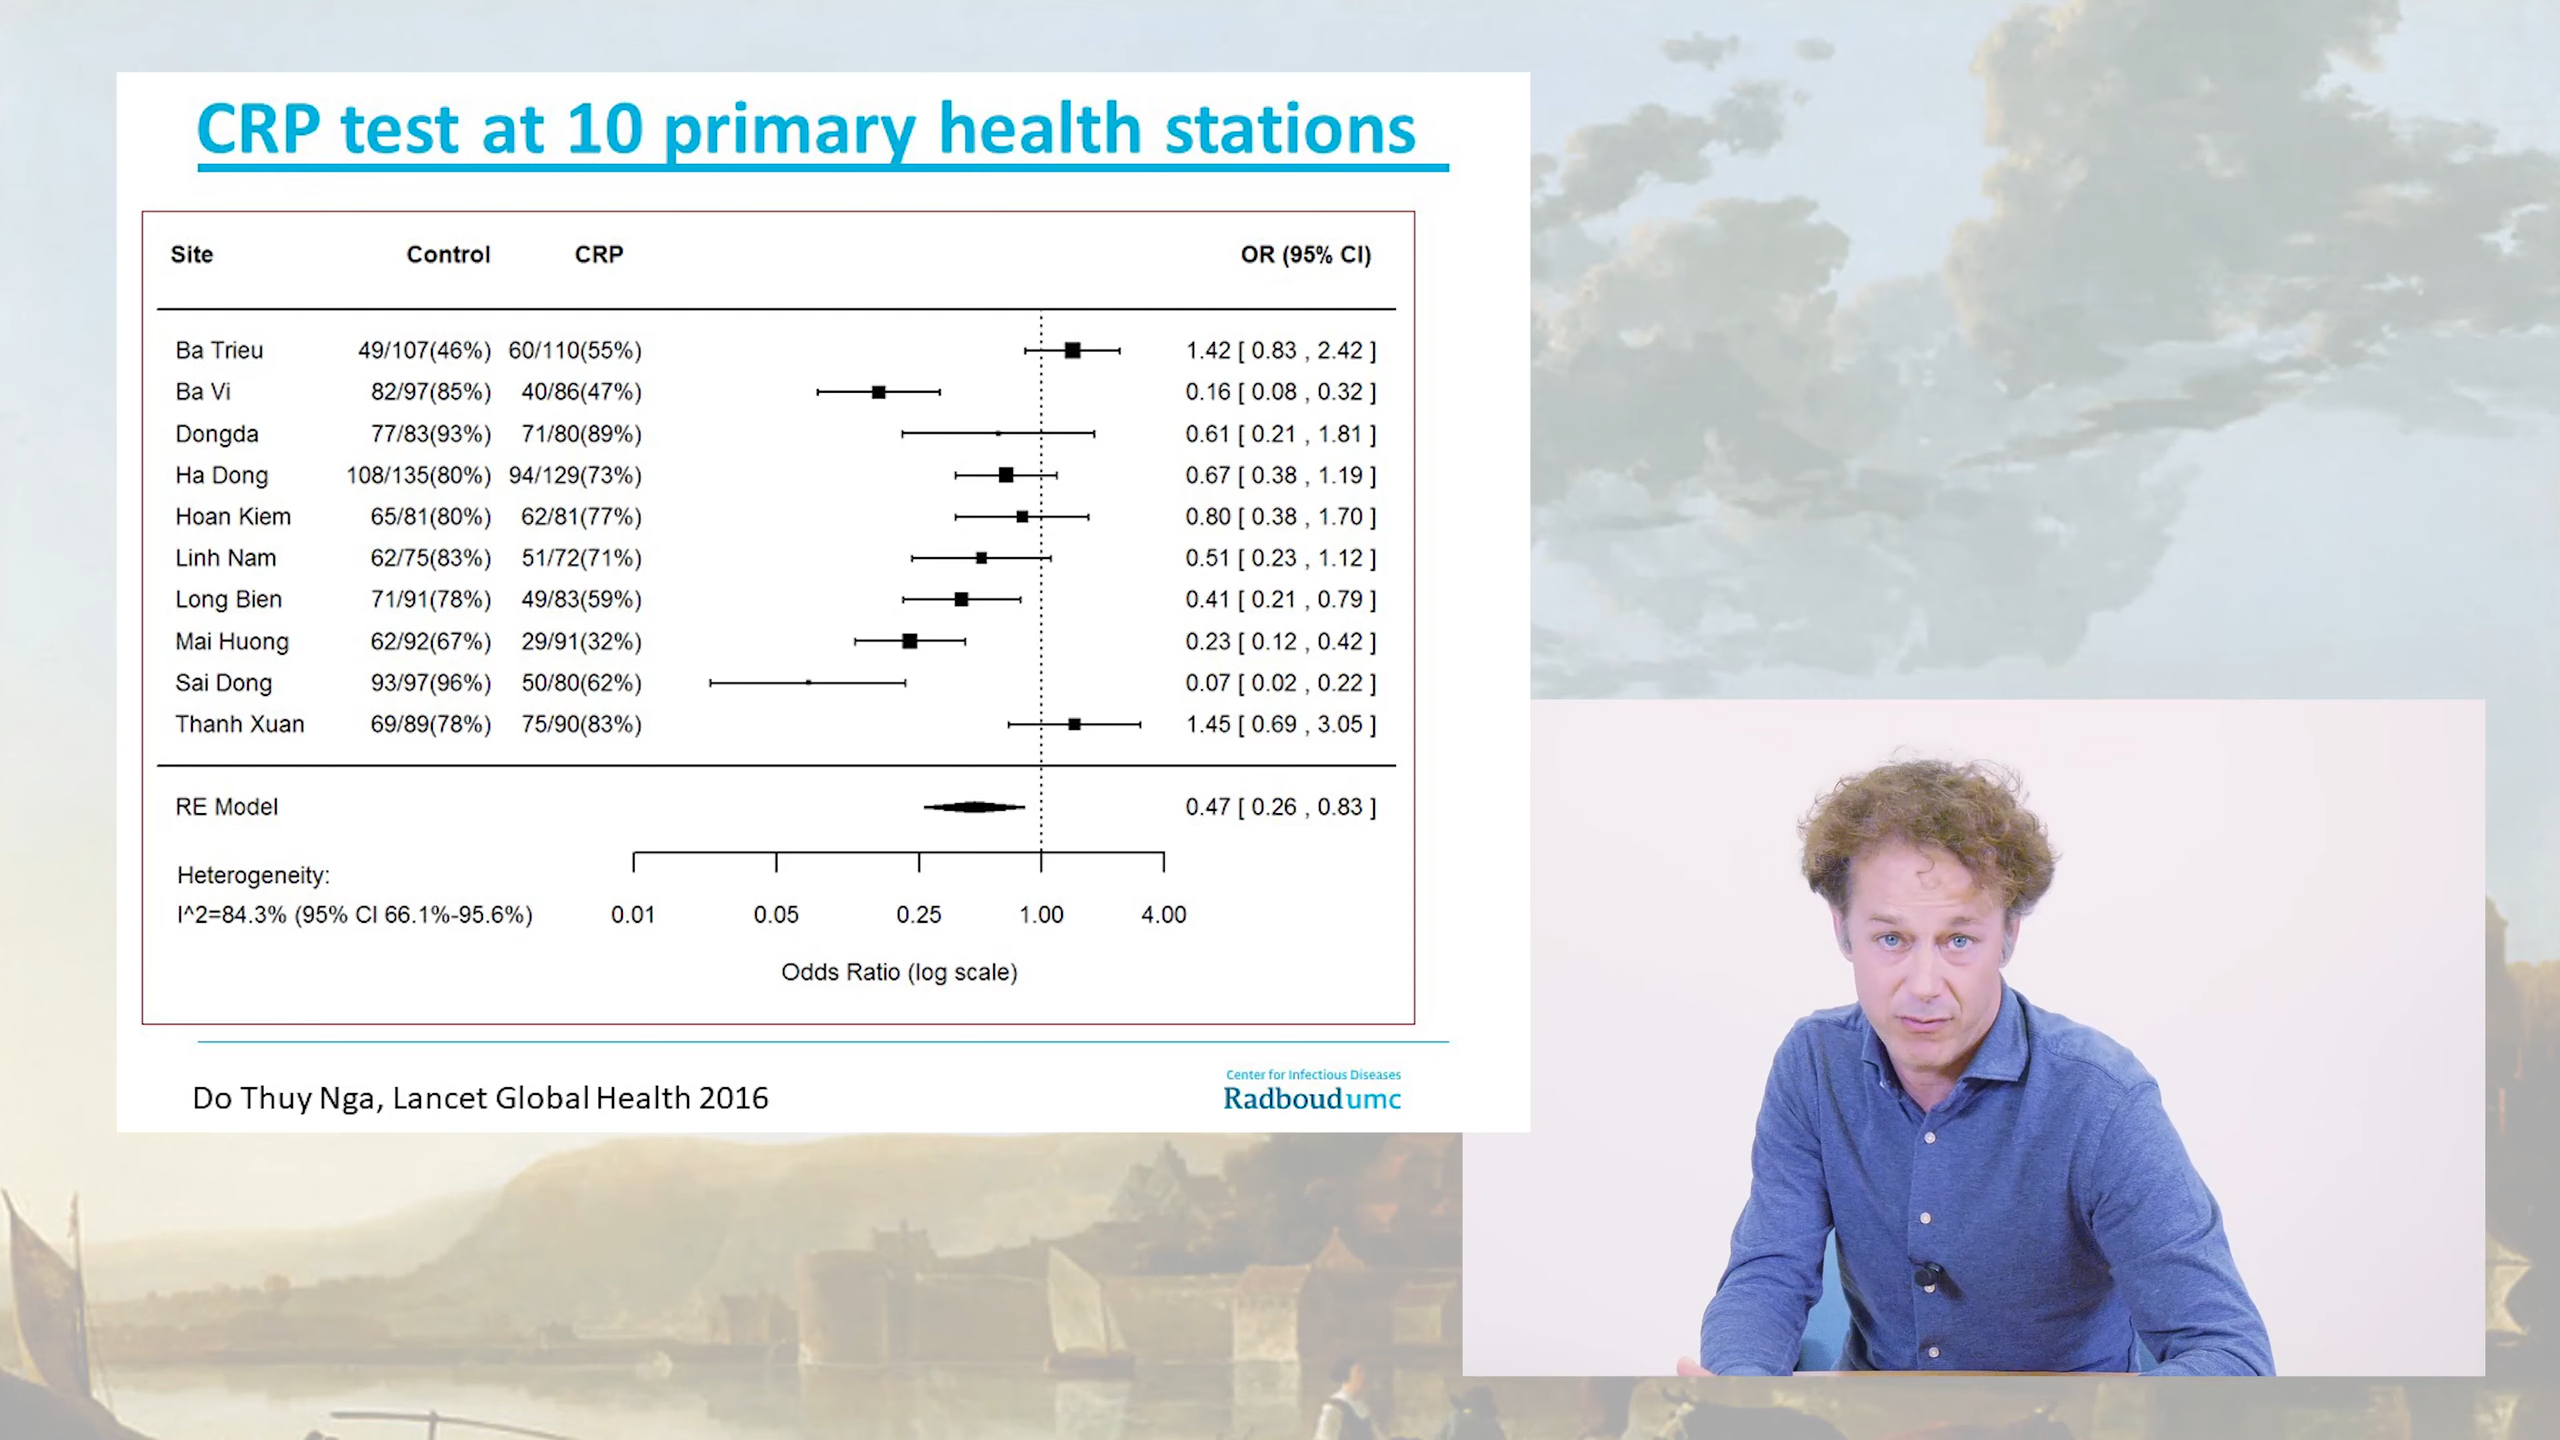 CRP test at 10 primary health stations
Site Control CRP OR (95% CI)
Ba Trieu 49/107(46%) 60/110(55%) 1.42 [ 0.83 , 2.42 ]
Ba Vi 82/97(85%) 40/86(47%) 0.16 [ 0.08 , 0.32 ]
Dongda 77/83(93%) 71/80(89%) 0.61 [ 0.21 , 1.81 ]
Ha Dong 108/135(80%) 94/129(73%) 0.67 [ 0.38 , 1.19 ]
Hoan Kiem 65/81(80%) 62/81(77%) 0.80 [ 0.38 , 1.70 ]
Linh Nam 62/75(83%) 51/72(71%) 0.51 [ 0.23 , 1.12 ]
Long Bien 71/91(78%) 49/83(59%) 0.41 [ 0.21 , 0.79 ]
Mai Huong 62/92(67%) 29/91(32%) 0.23 [ 0.12 , 0.42 ]
Sai Dong 93/97(96%) 50/80(62%) 0.07 [ 0.02 , 0.22 ]
Thanh Xuan 69/89(78%) 75/90(83%) 1.45 [ 0.69 , 3.05 ]
RE Model 0.47 [ 0.26 , 0.83 ]
Heterogeneity:
I^2=84.3% (95% CI 66.1%-95.6%) 0.01 0.05 0.25 1.00 4.00
Odds Ratio (log scale)
Center for Infectious Diseases
Do Thuy Nga, Lancet Global Health 2016 Radboudumc